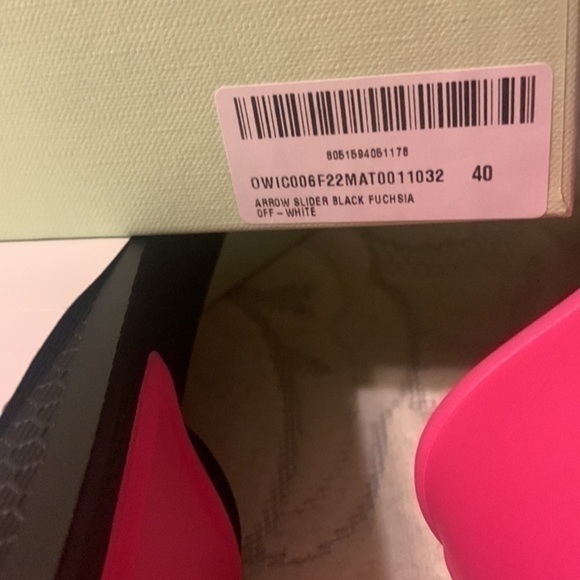 8051594051178
OWIC006F22MAT0011032 40
ARROW SLIDER BLACK FUCHSIA
OFF-WHITE